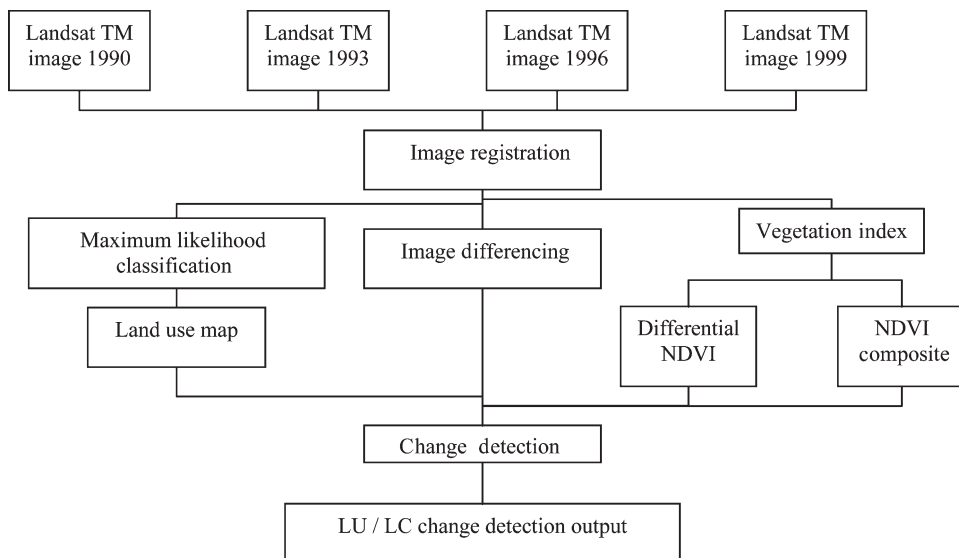 Landsat TM
image 1990
Landsat TM
image 1993
Landsat TM
image 1996
Landsat TM
image 1999
Image registration
Maximum likelihood
classification
Image differencing
Vegetation index
Land use map
Differential
NDVI
NDVI
composite
Change detection
LU / LC change detection output